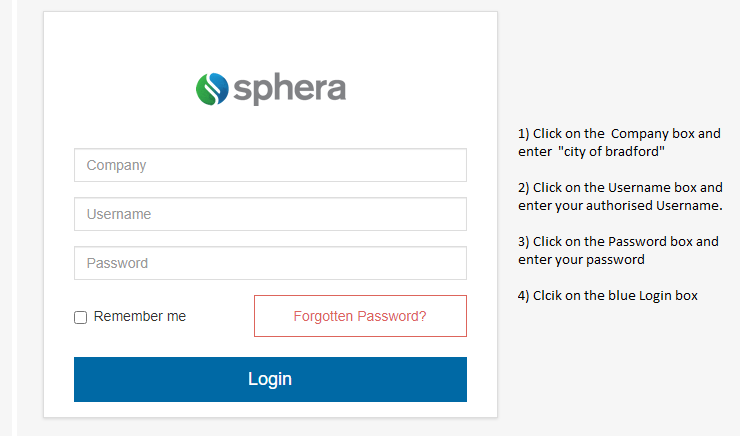 sphera
Company
Username
Password
Remember me
Forgotten Password?
Login
1) Click on the Company box and
enter "city of bradford"
2) Click on the Username box and
enter your authorised Username.
3) Click on the Password box and
enter your password
4) Clcik on the blue Login box